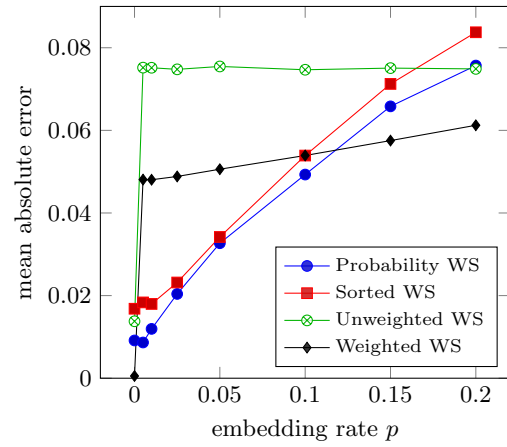 0.08
0.06
0.04
0.02
0
mean absolute error
Probability WS
Sorted WS
Unweighted WS
Weighted WS
0 0.05 0.1 0.15 0.2
embedding rate p